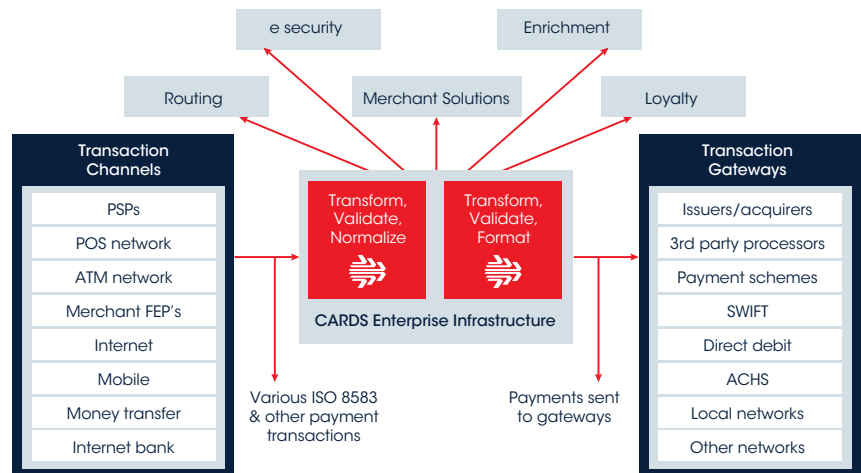 e security
Enrichment
Routing
Merchant Solutions
Loyalty
Transaction
Channels
PSPs
POS network
ATM network
Merchant FEP's
Internet
Mobile
Money transfer
Internet bank
Transform,
Validate,
Normalize
Transform,
Validate,
Format
CARDS Enterprise Infrastructure
Various ISO 8583
& other payment
transactions
Payments sent
to gateways
Transaction
Gateways
Issuers/acquirers
3rd party processors
Payment schemes
SWIFT
Direct debit
ACHS
Local networks
Other networks